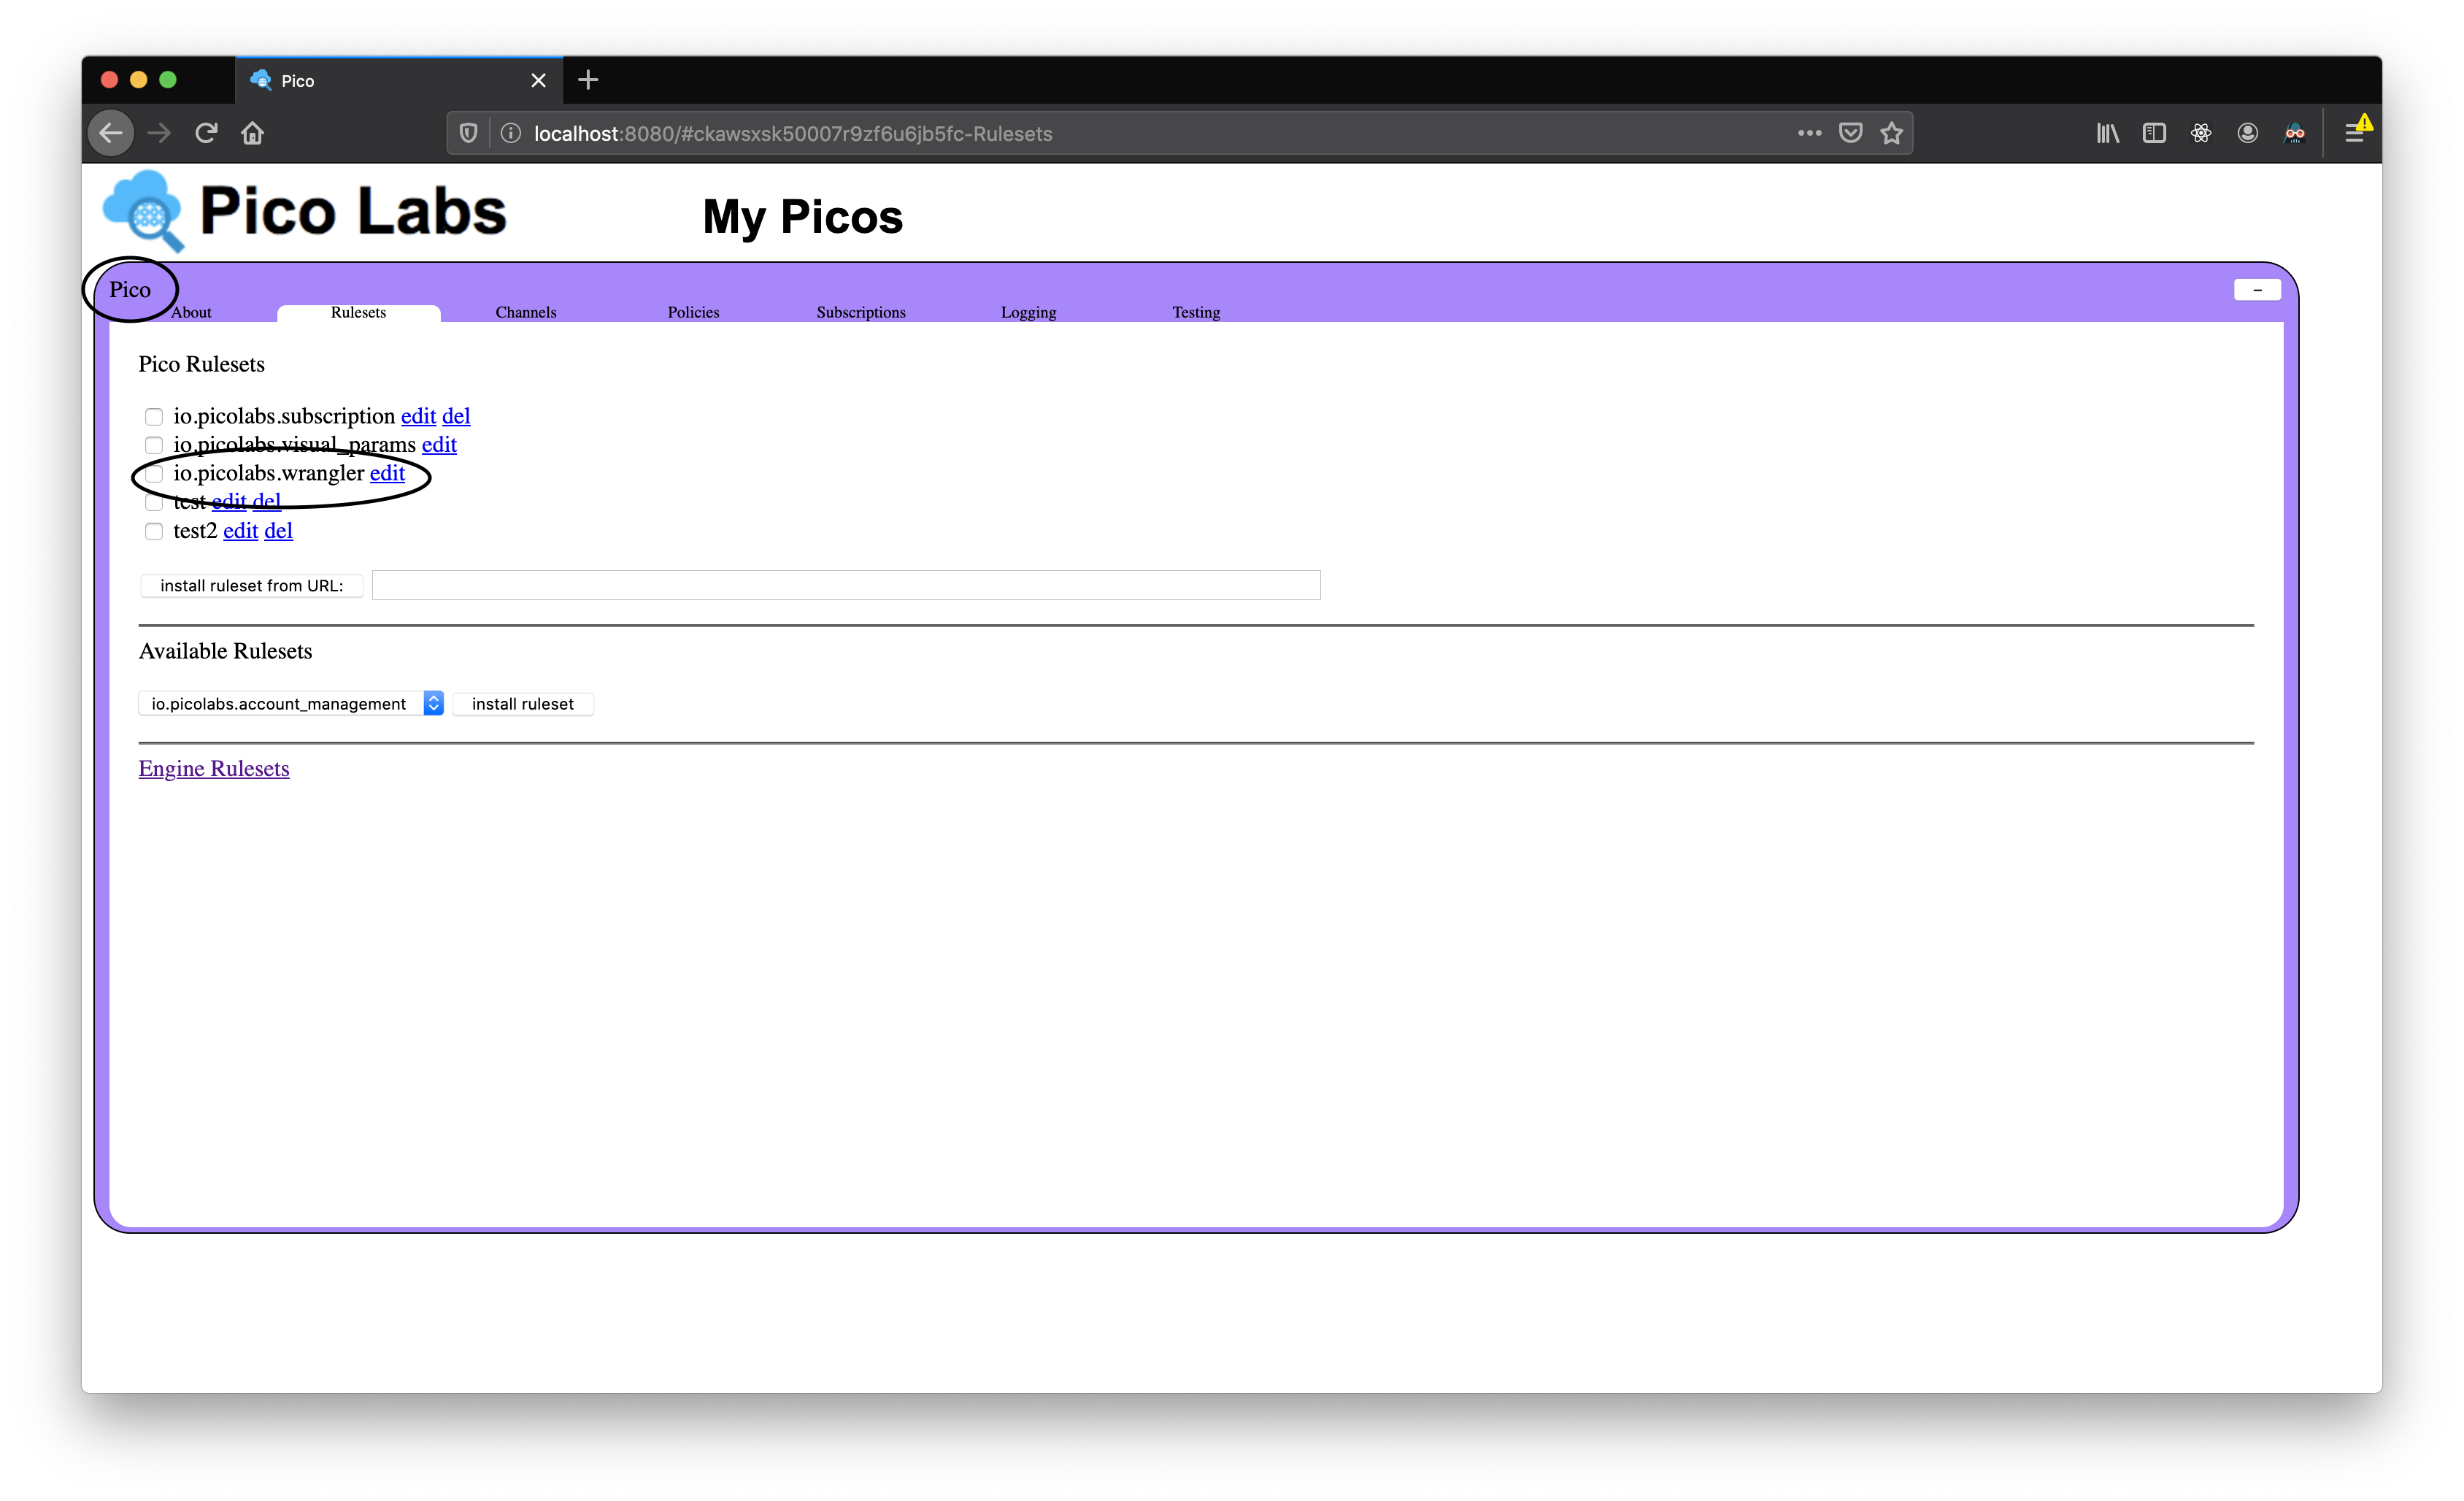 Pico
localhost:8080/#ckawsxsk50007r9zf6u6jb5fc-Rulesets
Pico Labs
My Picos
Pico
About Rulesets Channels Policies Subscriptions Logging Testing
Pico Rulesets
io.picolabs.subscription edit del
io.picolabs.visual_params edit
io.picolabs.wrangler edit
test edit del
test2 edit del
install ruleset from URL:
Available Rulesets
io.picolabs.account_management install ruleset
Engine Rulesets